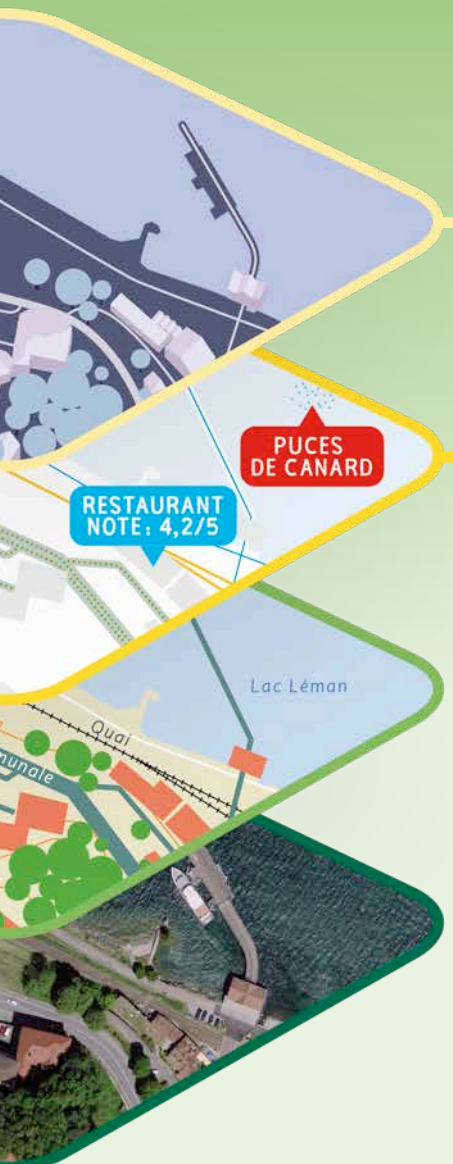 PUCES
DE CANARD
RESTAURANT
NOTE: 4,2/5
Lac Léman
Quai
munale